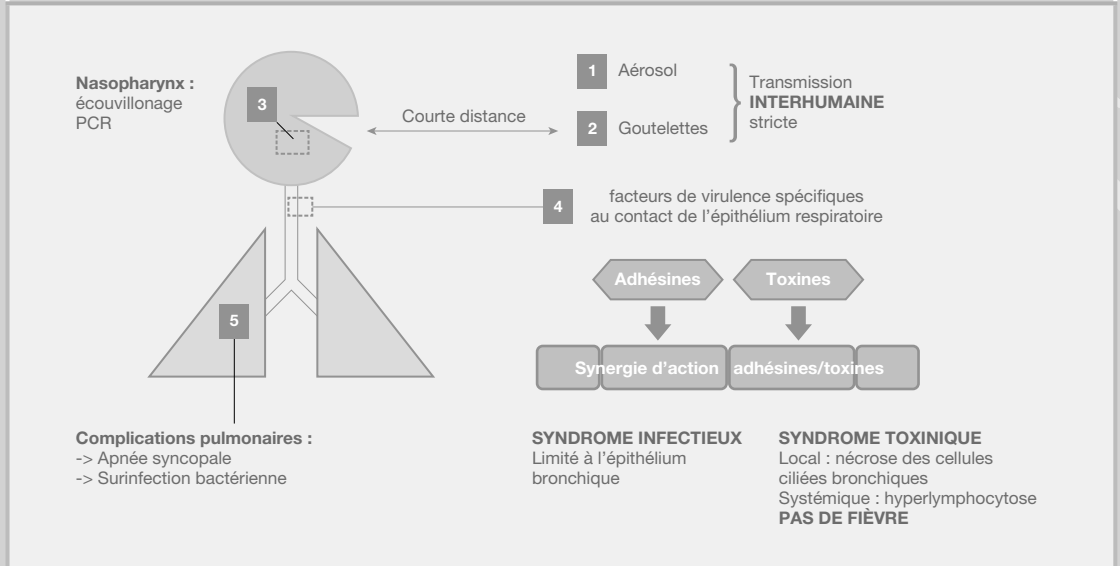 Nasopharynx :
écouvillonage
PCR
3
Courte distance
1 Aérosol
2 Goutelettes
Transmission
INTERHUMAINE
stricte
4
facteurs de virulence spécifiques
au contact de l'épithélium respiratoire
Adhésines
Toxines
Synergie d'action adhésines/toxines
5
Complications pulmonaires :
-> Apnée syncopale
-> Surinfection bactérienne
SYNDROME INFECTIEUX
Limité à l'épithélium
bronchique
SYNDROME TOXINIQUE
Local : nécrose des cellules
ciliées bronchiques
Systémique : hyperlymphocytose
PAS DE FIÈVRE